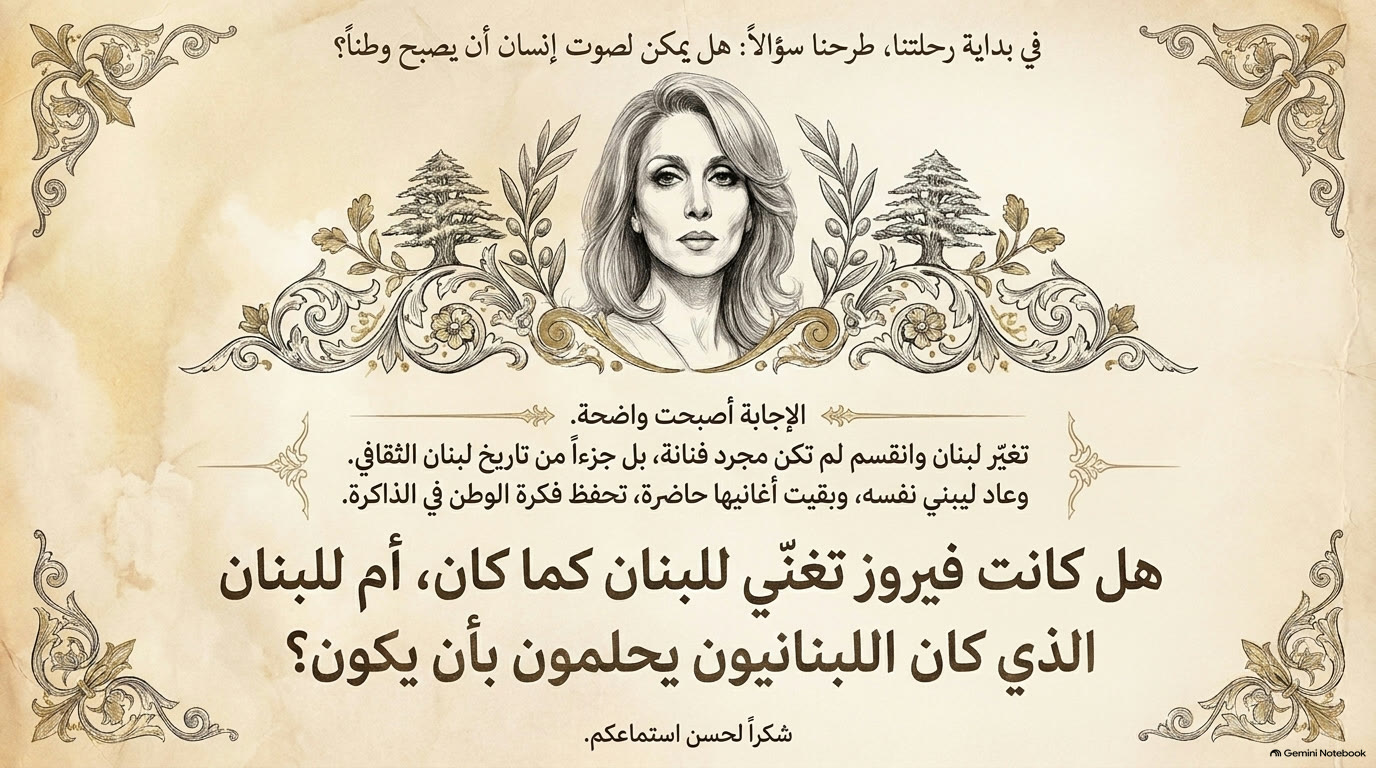 في بداية رحلتنا، طرحنا سؤالاً: هل يمكن لصوت إنسان أن يصبح وطناً؟
الإجابة أصبحت واضحة.
تغيّر لبنان وانقسم لم تكن مجرد فنانة، بل جزءاً من تاريخ لبنان الثقافي.
وعاد ليبني نفسه، وبقيت أغانيها حاضرة، تحفظ فكرة الوطن في الذاكرة.
هل كانت فيروز تغنّي للبنان كما كان، أم للبنان
الذي كان اللبنانيون يحلمون بأن يكون؟
شكراً لحسن استماعكم.
Gemini Notebook